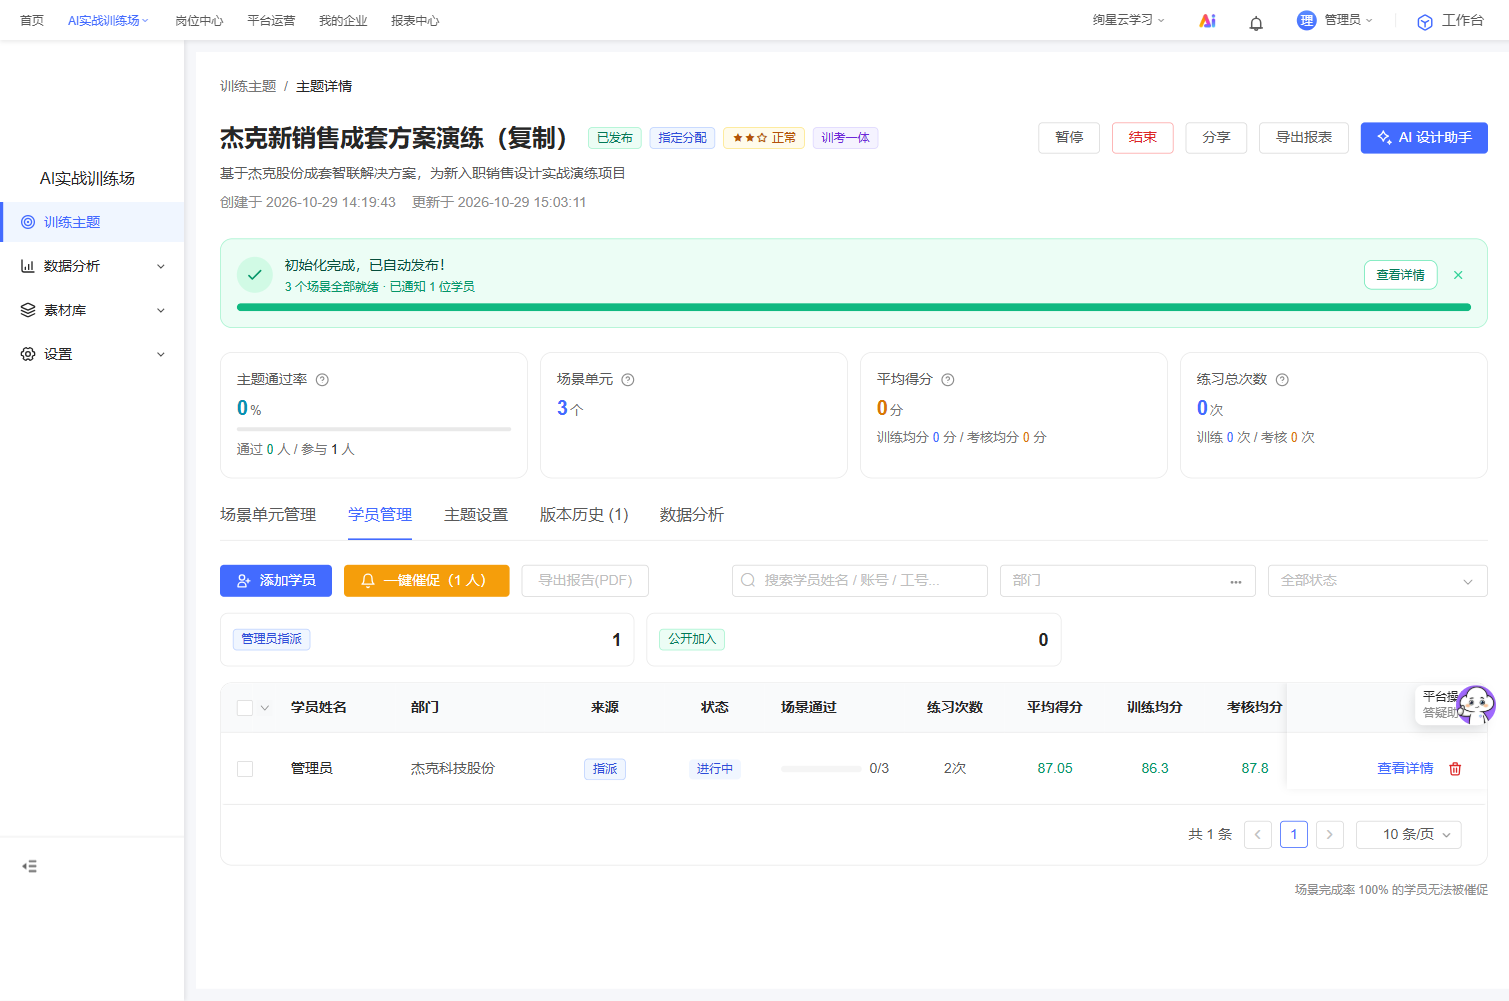 首页 AI实战训练场 岗位中心 平台运营 我的企业 报表中心 绚星云学习 Ai 理 管理员 工作台
训练主题 / 主题详情
杰克新销售成套方案演练（复制） 已发布 指定分配 ★★☆ 正常 训考一体 暂停 结束 分享 导出报表 AI 设计助手
基于杰克股份成套智联解决方案，为新入职销售设计实战演练项目
创建于 2026-10-29 14:19:43 更新于 2026-10-29 15:03:11
AI实战训练场
训练主题
数据分析
素材库
设置
初始化完成，已自动发布！
3 个场景全部就绪 · 已通知 1 位学员
查看详情
主题通过率
0 %
通过 0 人 / 参与 1 人
场景单元
3 个
平均得分
0 分
训练均分 0 分 / 考核均分 0 分
练习总次数
0 次
训练 0 次 / 考核 0 次
场景单元管理 学员管理 主题设置 版本历史 (1) 数据分析
添加学员 一键催促（1 人） 导出报告(PDF) 搜索学员姓名 / 账号 / 工号... 部门 ... 全部状态
管理员指派 1 公开加入 0
学员姓名 部门 来源 状态 场景通过 练习次数 平均得分 训练均分 考核均分
平台操
答疑助
管理员 杰克科技股份 指派 进行中 0/3 2次 87.05 86.3 87.8 查看详情
共 1 条 1 10 条/页
场景完成率 100% 的学员无法被催促